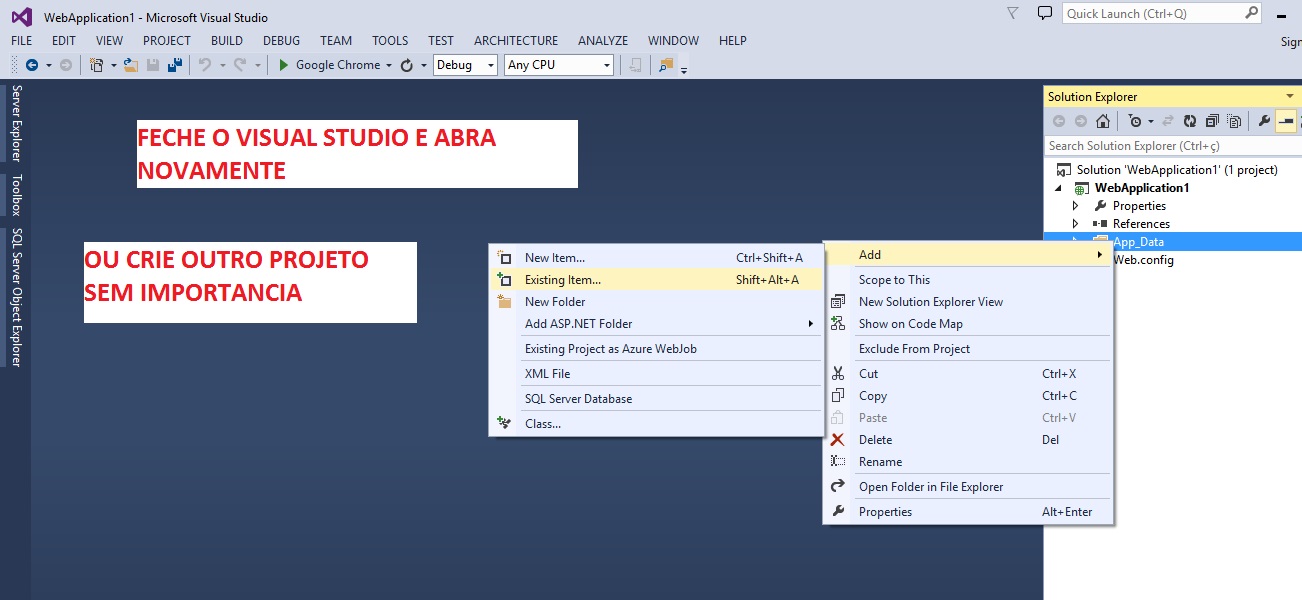 WebApplication1 - Microsoft Visual Studio
Quick Launch (Ctrl+Q)
FILE EDIT VIEW PROJECT BUILD DEBUG TEAM TOOLS TEST ARCHITECTURE ANALYZE WINDOW HELP
Sign
Google Chrome Debug Any CPU
Server Explorer
Toolbox
SQL Server Object Explorer
FECHE O VISUAL STUDIO E ABRA
NOVAMENTE
OU CRIE OUTRO PROJETO
SEM IMPORTANCIA
New Item... Ctrl+Shift+A
Existing Item... Shift+Alt+A
New Folder
Add ASP.NET Folder
Existing Project as Azure WebJob
XML File
SQL Server Database
Class...
Add
Scope to This
New Solution Explorer View
Show on Code Map
Exclude From Project
Cut Ctrl+X
Copy Ctrl+C
Paste Ctrl+V
Delete Del
Rename
Open Folder in File Explorer
Properties Alt+Enter
Solution Explorer
Search Solution Explorer (Ctrl+ç)
Solution 'WebApplication1' (1 project)
WebApplication1
Properties
References
App_Data
Web.config